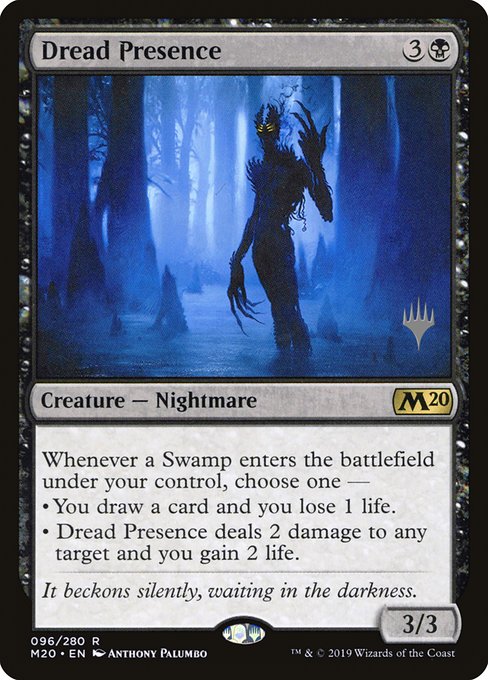 Dread Presence 3
Creature — Nightmare
M20
Whenever a Swamp enters the battlefield
under your control, choose one —
• You draw a card and you lose 1 life.
• Dread Presence deals 2 damage to any
target and you gain 2 life.
It beckons silently, waiting in the darkness.
3/3
096/280 R
M20 • EN ANTHONY PALUMBO
™ & © 2019 Wizards of the Coast